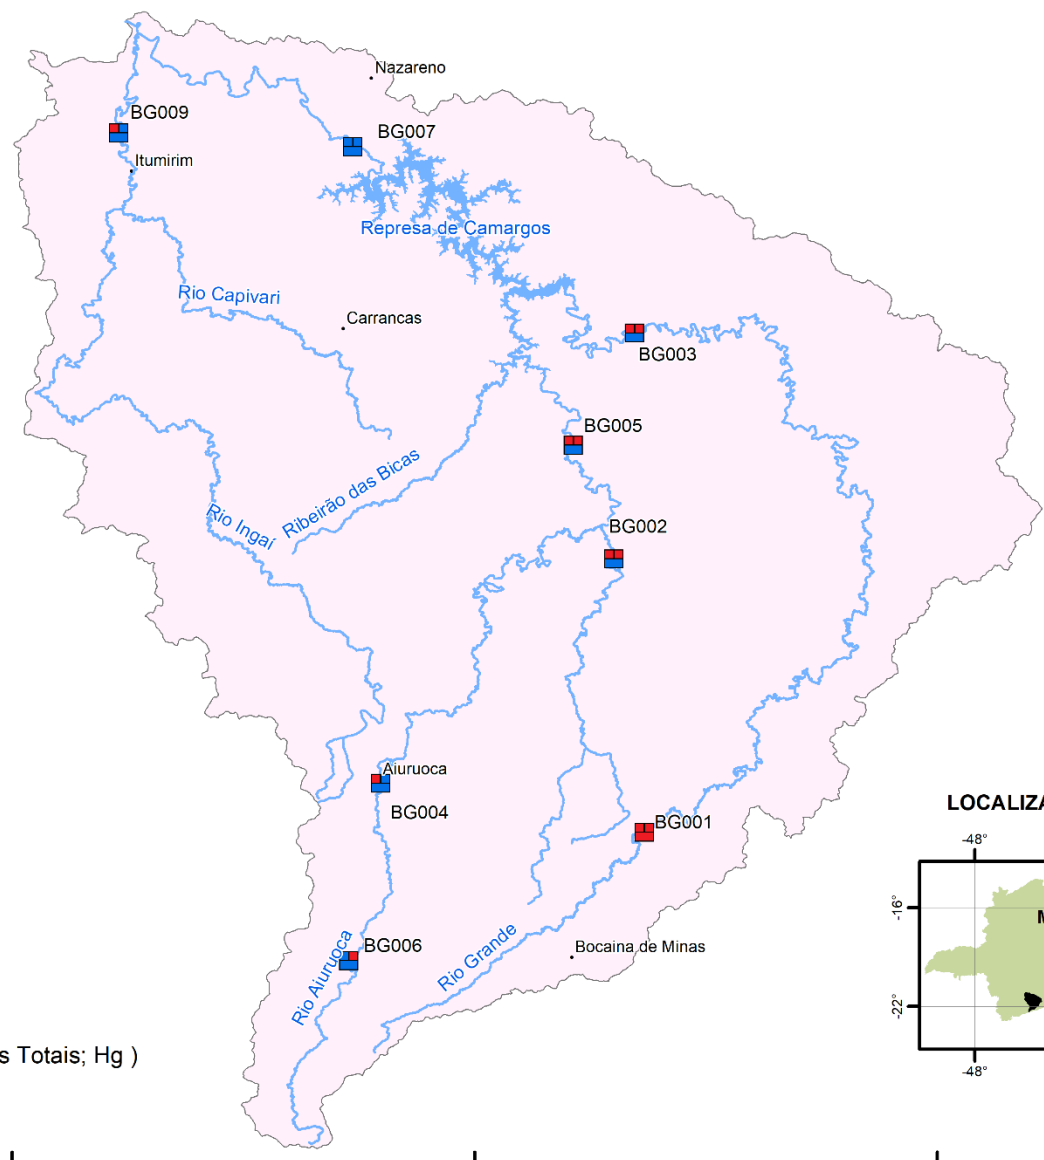 Nazareno
BG009
BG007
Itumirim
Represa de Camargos
Rio Capivari
Carrancas
BG003
BG005
Ribeirão das Bicas
Rio Ingaí
BG002
Aiuruoca
BG004
BG001
LOCALIZA
-48°
-16°
M
-22°
-48°
BG006
Rio Aiuruoca
Rio Grande
Bocaina de Minas
s Totais; Hg )